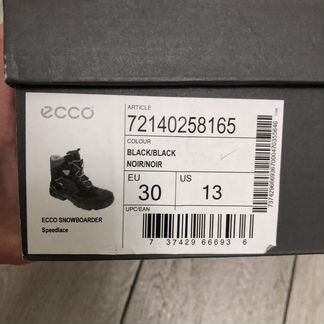 ecco
ARTICLE
72140258165
COLOUR
BLACK/BLACK
NOIR/NOIR
EU
30
US
13
UPC/EAN
7 37429 66693 6
ECCO SNOWBOARDER
Speedlace